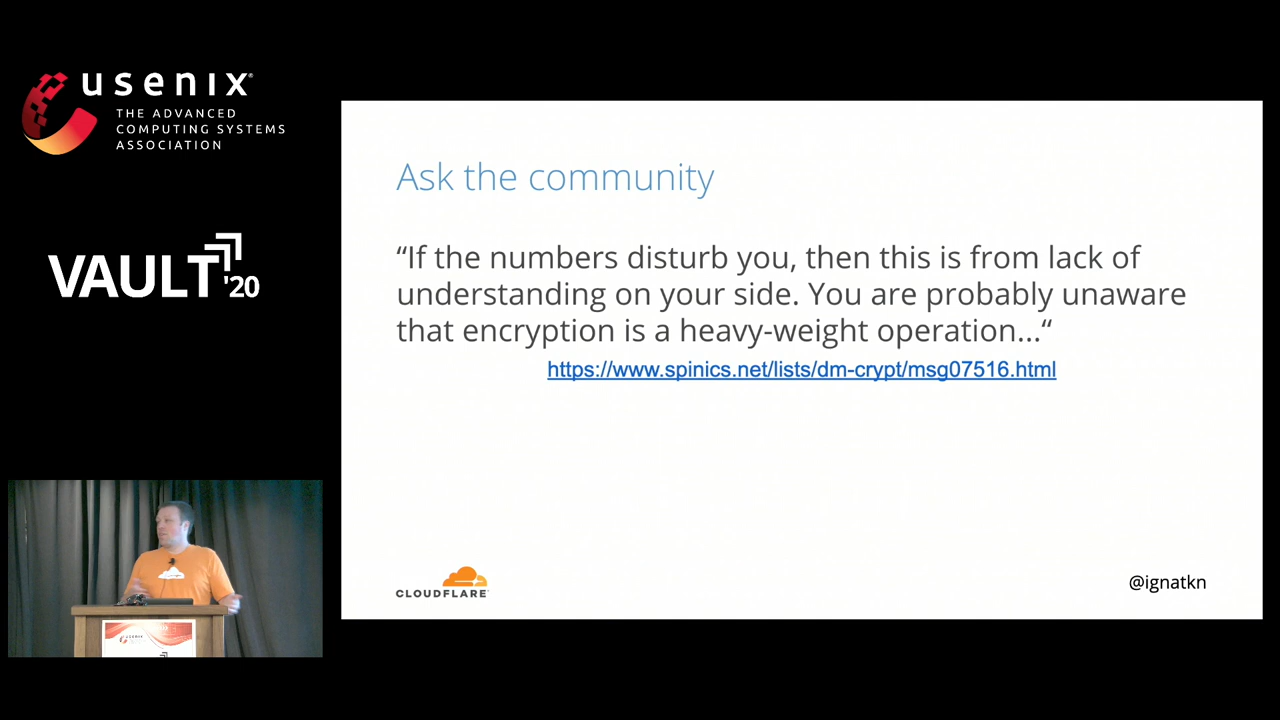 usenix
THE ADVANCED
COMPUTING SYSTEMS
ASSOCIATION
VAULT '20
Ask the community
“If the numbers disturb you, then this is from lack of
understanding on your side. You are probably unaware
that encryption is a heavy-weight operation...“
https://www.spinics.net/lists/dm-crypt/msg07516.html
CLOUDFLARE
@ignatkn
usenix